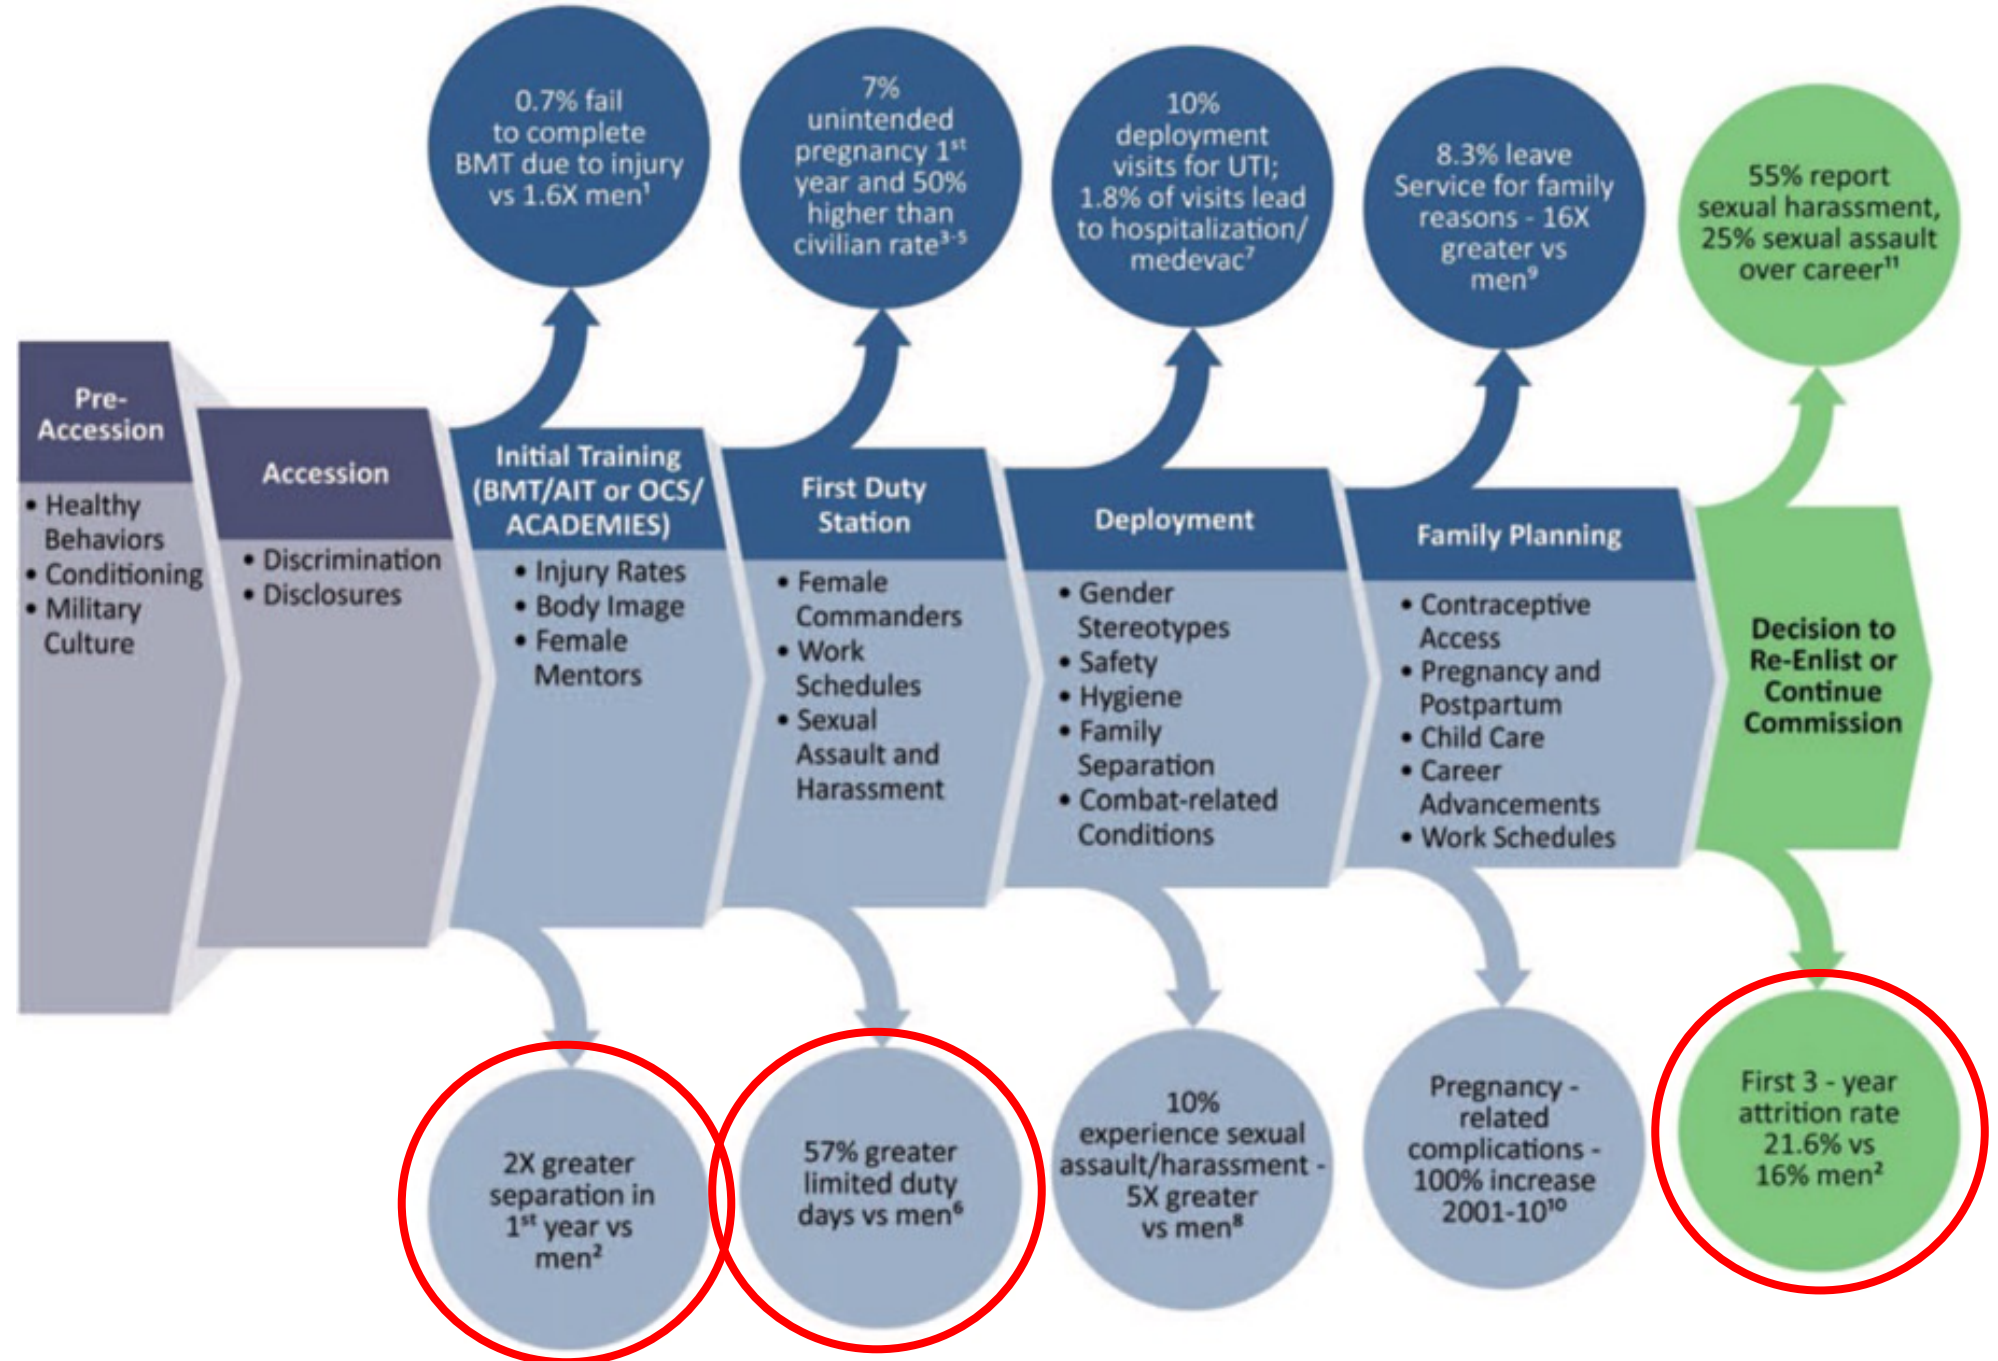 0.7% fail
to complete
BMT due to injury
vs 1.6X men¹
7%
unintended
pregnancy 1ˢᵗ
year and 50%
higher than
civilian rate³⁻⁵
10%
deployment
visits for UTI;
1.8% of visits lead
to hospitalization/
medevac⁷
8.3% leave
Service for family
reasons - 16X
greater vs
men⁹
55% report
sexual harassment,
25% sexual assault
over career¹¹
Pre-
Accession
• Healthy
Behaviors
• Conditioning
• Military
Culture
Accession
• Discrimination
• Disclosures
Initial Training
(BMT/AIT or OCS/
ACADEMIES)
• Injury Rates
• Body Image
• Female
Mentors
First Duty
Station
• Female
Commanders
• Work
Schedules
• Sexual
Assault and
Harassment
Deployment
• Gender
Stereotypes
• Safety
• Hygiene
• Family
Separation
• Combat-related
Conditions
Family Planning
• Contraceptive
Access
• Pregnancy and
Postpartum
• Child Care
• Career
Advancements
• Work Schedules
Decision to
Re-Enlist or
Continue
Commission
2X greater
separation in
1ˢᵗ year vs
men²
57% greater
limited duty
days vs men⁶
10%
experience sexual
assault/harassment -
5X greater
vs men⁸
Pregnancy -
related
complications -
100% increase
2001-10¹⁰
First 3 - year
attrition rate
21.6% vs
16% men²